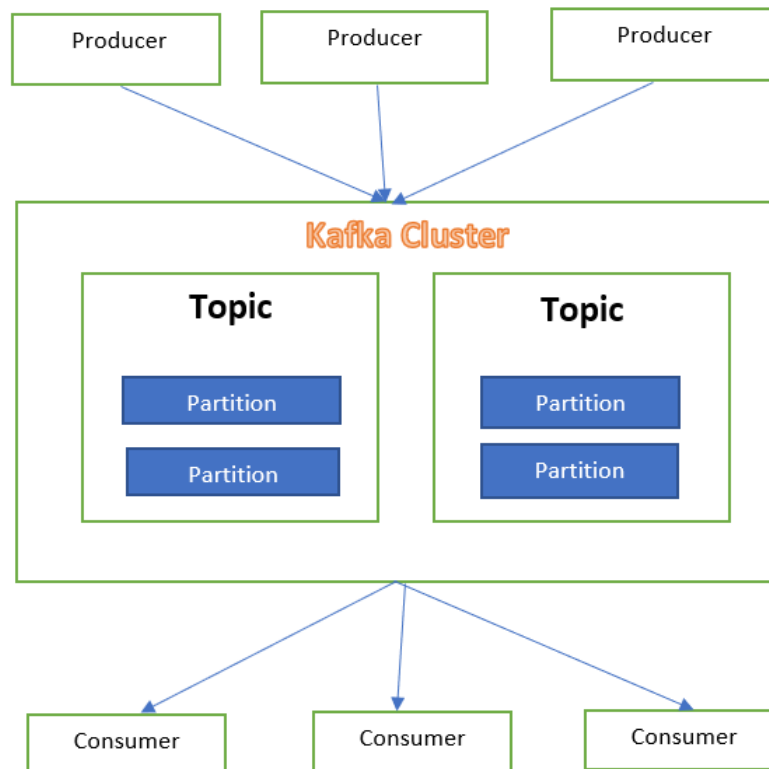 Producer
Producer
Producer
Kafka Cluster
Topic
Topic
Partition
Partition
Partition
Partition
Consumer
Consumer
Consumer